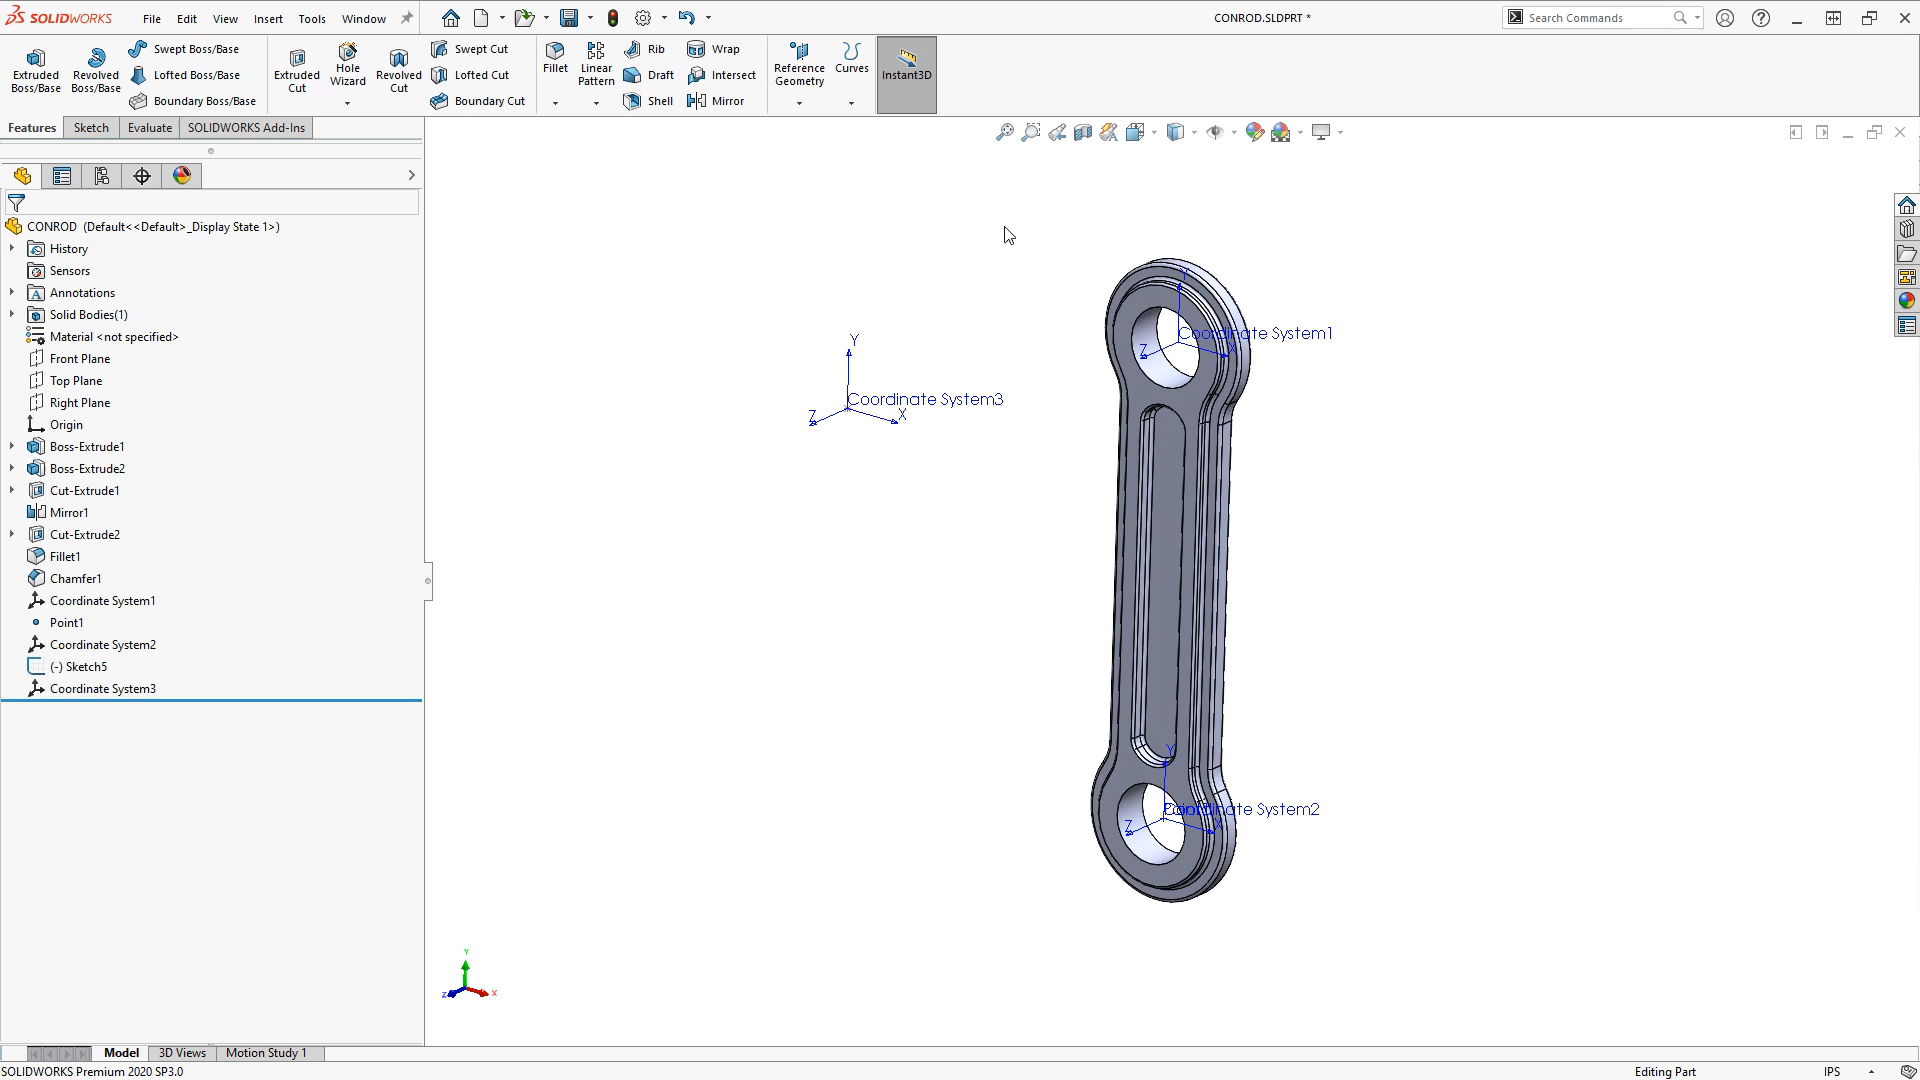 SOLIDWORKS File Edit View Insert Tools Window CONROD.SLDPRT * Search Commands
Extruded Boss/Base
Revolved Boss/Base
Swept Boss/Base
Lofted Boss/Base
Boundary Boss/Base
Extruded Cut
Hole Wizard
Revolved Cut
Swept Cut
Lofted Cut
Boundary Cut
Fillet
Linear Pattern
Rib
Draft
Shell
Wrap
Intersect
Mirror
Reference Geometry
Curves
Instant3D
Features Sketch Evaluate SOLIDWORKS Add-Ins
CONROD (Default<<Default>_Display State 1>)
History
Sensors
Annotations
Solid Bodies(1)
Material <not specified>
Front Plane
Top Plane
Right Plane
Origin
Boss-Extrude1
Boss-Extrude2
Cut-Extrude1
Mirror1
Cut-Extrude2
Fillet1
Chamfer1
Coordinate System1
Point1
Coordinate System2
(-) Sketch5
Coordinate System3
Y
Coordinate System1
Z X
Y
Coordinate System3
Z X
Y
Coordinate System2
Z X
Y
Z X
Model 3D Views Motion Study 1
SOLIDWORKS Premium 2020 SP3.0 Editing Part IPS